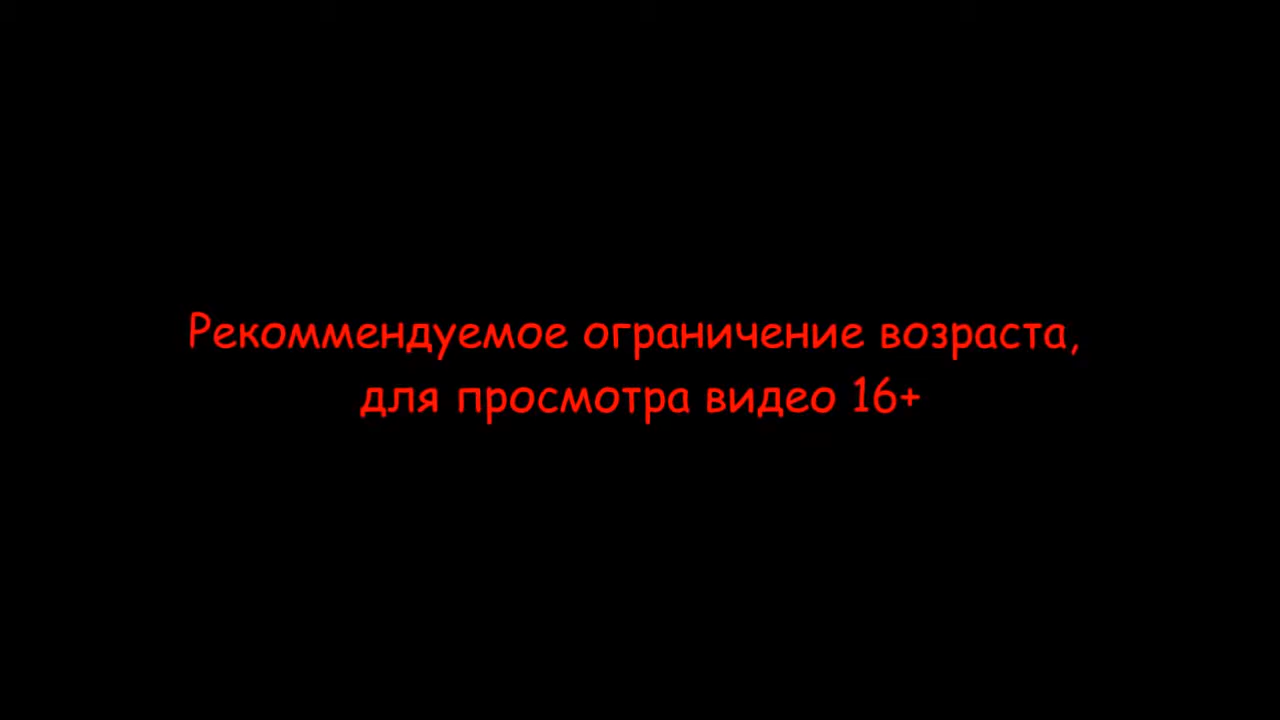 Рекоммендуемое ограничение возраста,
для просмотра видео 16+